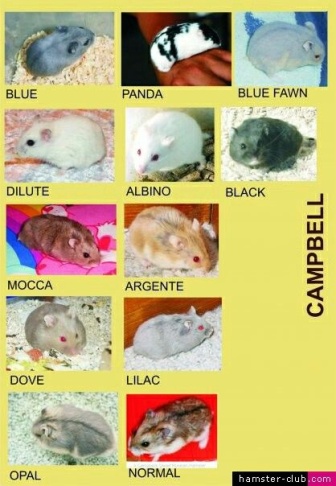 BLUE
PANDA
BLUE FAWN
DILUTE
ALBINO
BLACK
MOCCA
ARGENTE
DOVE
LILAC
OPAL
NORMAL
CAMPBELL
hamster-club.com